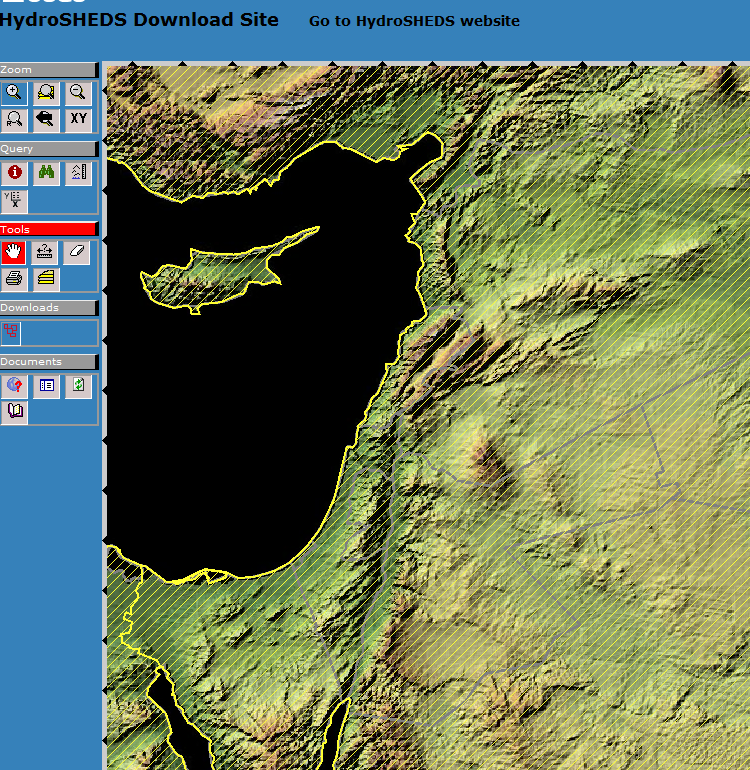 HydroSHEDS Download Site
Go to HydroSHEDS website
Zoom
XY
Query
Tools
Downloads
Documents